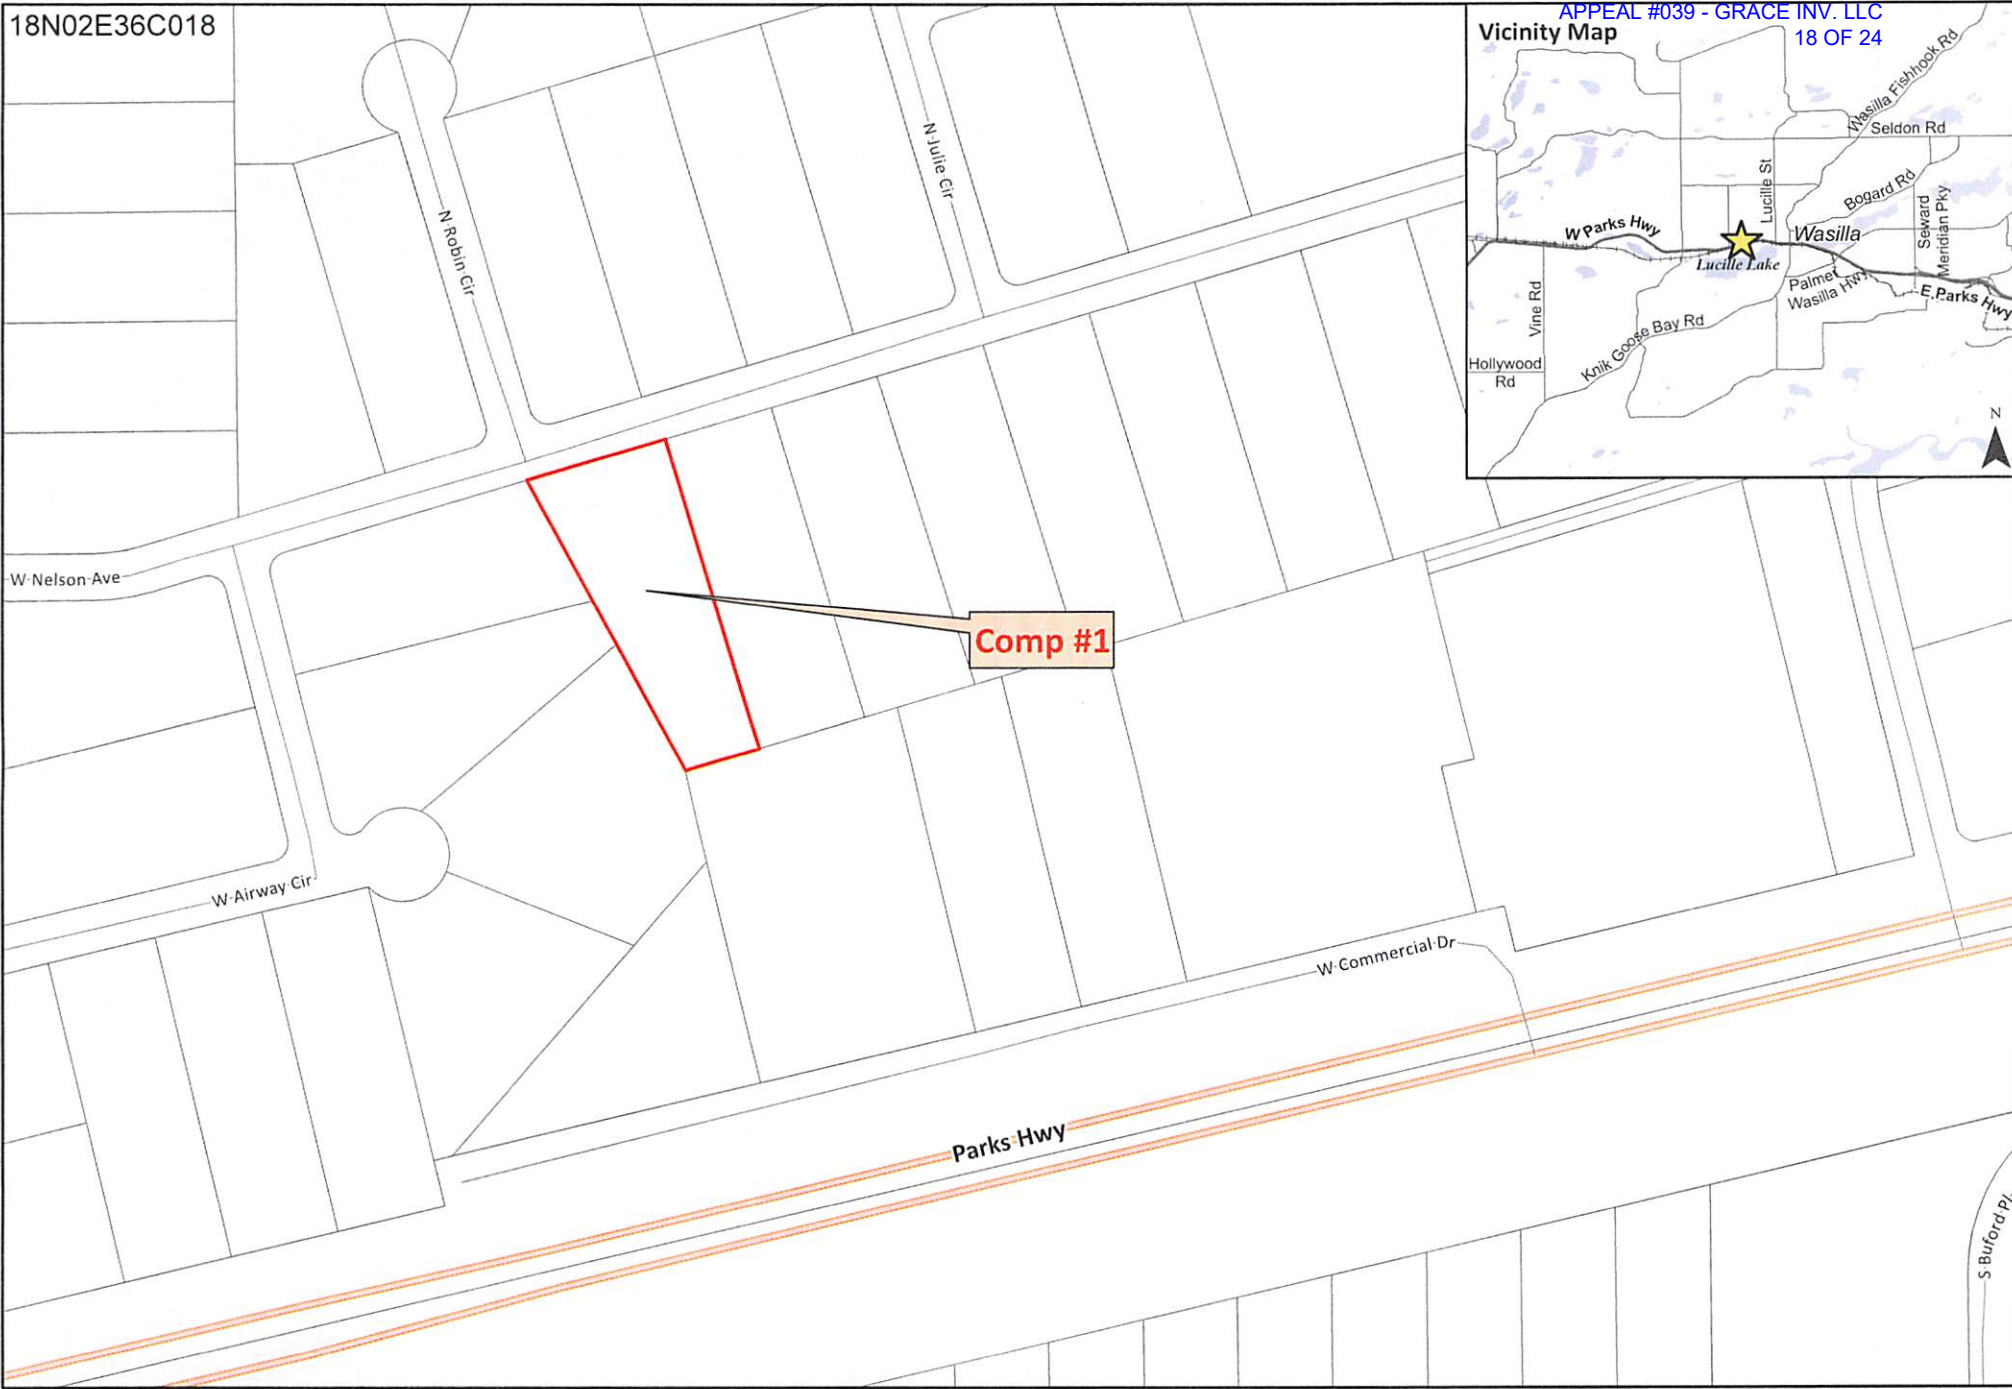 18N02E36C018
APPEAL #039 - GRACE INV. LLC
18 OF 24
Vicinity Map
Wasilla Fishhook Rd
Seldon Rd
Lucille St
Bogard Rd
Seward
Meridian Pky
W Parks Hwy
Wasilla
Lucille Lake
Palmer
Wasilla Hwy
E Parks Hwy
Vine Rd
Knik Goose Bay Rd
Hollywood
Rd
N
N Julie Cir
N Robin Cir
W Nelson Ave
Comp #1
W Airway Cir
W Commercial Dr
Parks Hwy
S Buford Pl